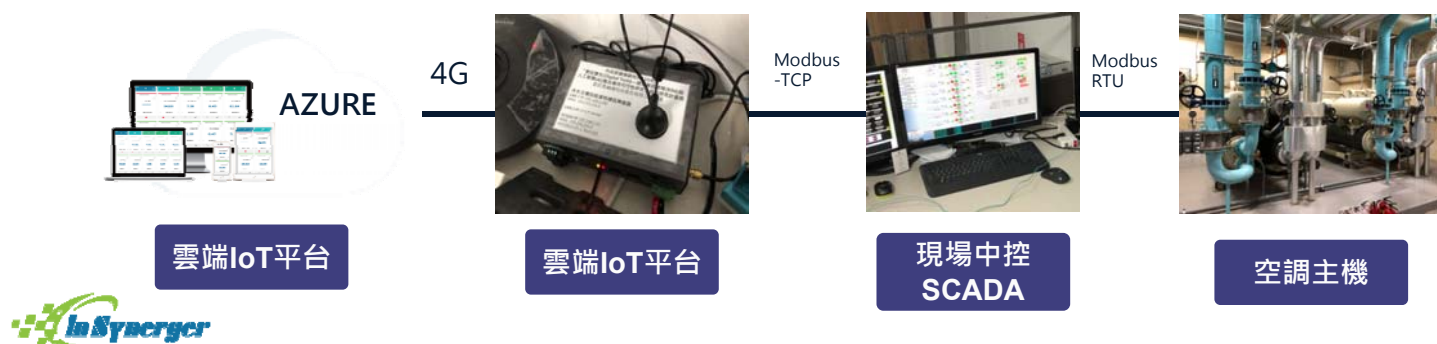 AZURE
4G
Modbus
-TCP
Modbus
RTU
雲端IoT平台
雲端IoT平台
現場中控
SCADA
空調主機
InSynerger